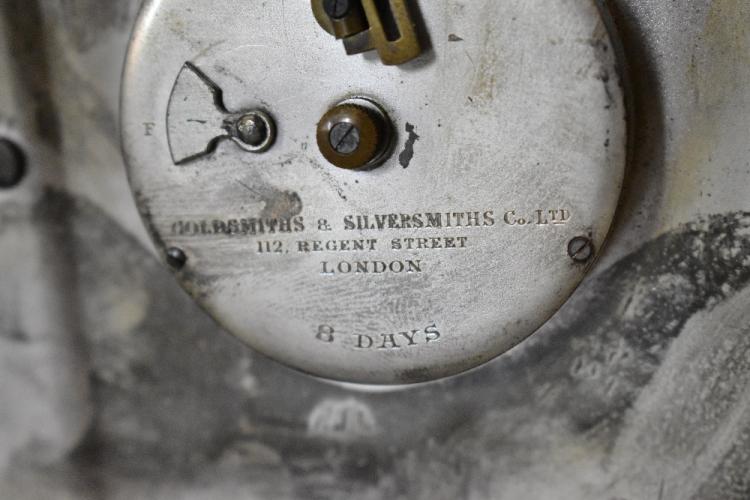 F
GOLDSMITHS & SILVERSMITHS Co. LTD
112, REGENT STREET
LONDON
8 DAYS